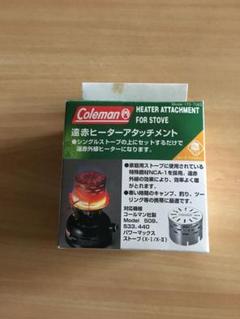 Coleman
HEATER ATTACHMENT
FOR STOVE
遠赤ヒーターアタッチメント
●シングルストーブの上にセットするだけで
遠赤外線ヒーターになります。
●家庭用ストーブに使用されている
特殊鋼材NCA-1を採用。遠赤
外線の効果により、効率よく暖
がとれます。
●寒い時期のキャンプ、釣り、ツー
リング等の携帯に最適です。
対応機種
コールマン社製
Model 508,
533,440
パワーマックス
ストーブ(X-I/X-II)